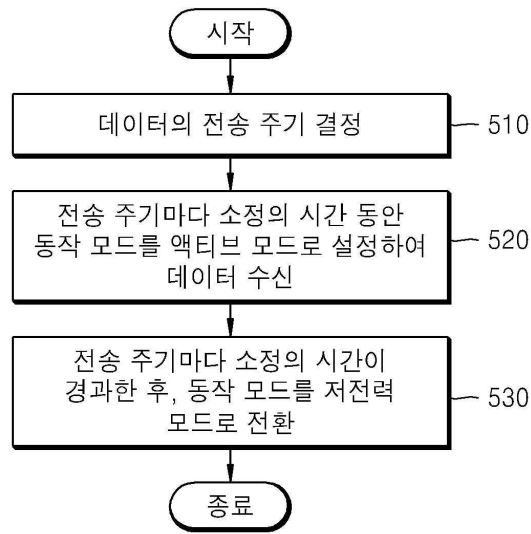 시작
데이터의 전송 주기 결정
510
전송 주기마다 소정의 시간 동안
동작 모드를 액티브 모드로 설정하여
데이터 수신
520
전송 주기마다 소정의 시간이
경과한 후, 동작 모드를 저전력
모드로 전환
530
종료